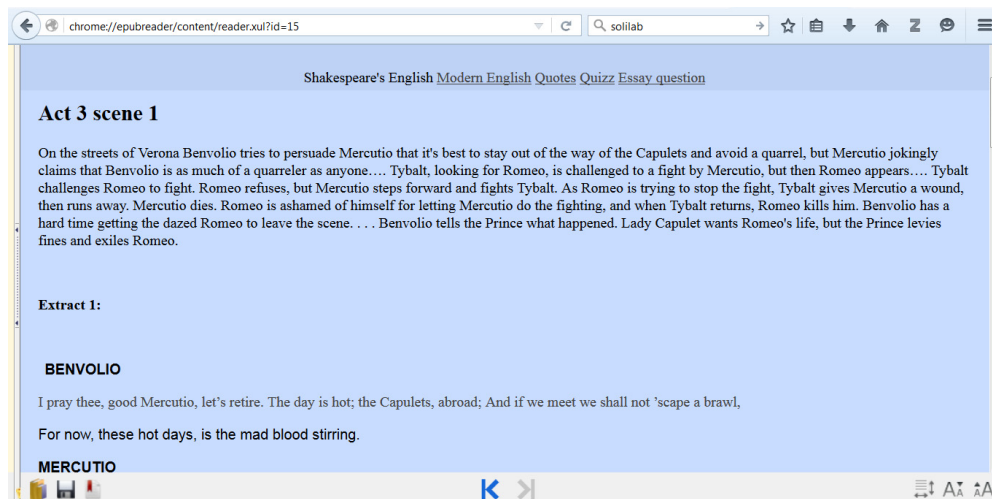 chrome://epubreader/content/reader.xul?id=15
solilab
Shakespeare's English Modern English Quotes Quizz Essay question
Act 3 scene 1
On the streets of Verona Benvolio tries to persuade Mercutio that it's best to stay out of the way of the Capulets and avoid a quarrel, but Mercutio jokingly
claims that Benvolio is as much of a quarreler as anyone…. Tybalt, looking for Romeo, is challenged to a fight by Mercutio, but then Romeo appears…. Tybalt
challenges Romeo to fight. Romeo refuses, but Mercutio steps forward and fights Tybalt. As Romeo is trying to stop the fight, Tybalt gives Mercutio a wound,
then runs away. Mercutio dies. Romeo is ashamed of himself for letting Mercutio do the fighting, and when Tybalt returns, Romeo kills him. Benvolio has a
hard time getting the dazed Romeo to leave the scene. . . . Benvolio tells the Prince what happened. Lady Capulet wants Romeo's life, but the Prince levies
fines and exiles Romeo.
Extract 1:
BENVOLIO
I pray thee, good Mercutio, let’s retire. The day is hot; the Capulets, abroad; And if we meet we shall not ’scape a brawl,
For now, these hot days, is the mad blood stirring.
MERCUTIO